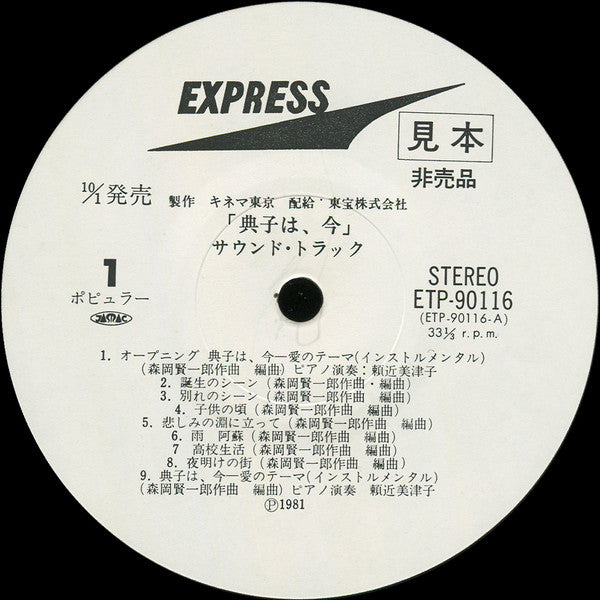 EXPRESS
見本
非売品
10/1発売
製作 キネマ東京 配給・東宝株式会社
「典子は、今」
サウンド・トラック
1
ポピュラー
JASRAC
STEREO
ETP-90116
(ETP-90116-A)
33⅓ r.p.m.
1. オープニング 典子は、今—愛のテーマ(インストルメンタル)
(森岡賢一郎作曲 編曲) ピアノ演奏:頼近美津子
2. 誕生のシーン (森岡賢一郎作曲・編曲)
3. 別れのシーン (森岡賢一郎作曲 編曲)
4. 子供の頃 (森岡賢一郎作曲 編曲)
5. 悲しみの淵に立って (森岡賢一郎作曲 編曲)
6. 雨 阿蘇 (森岡賢一郎作曲 編曲)
7 高校生活 (森岡賢一郎作曲 編曲)
8. 夜明けの街 (森岡賢一郎作曲 編曲)
9. 典子は、今—愛のテーマ(インストルメンタル)
(森岡賢一郎作曲 編曲) ピアノ演奏 頼近美津子
Ⓟ1981